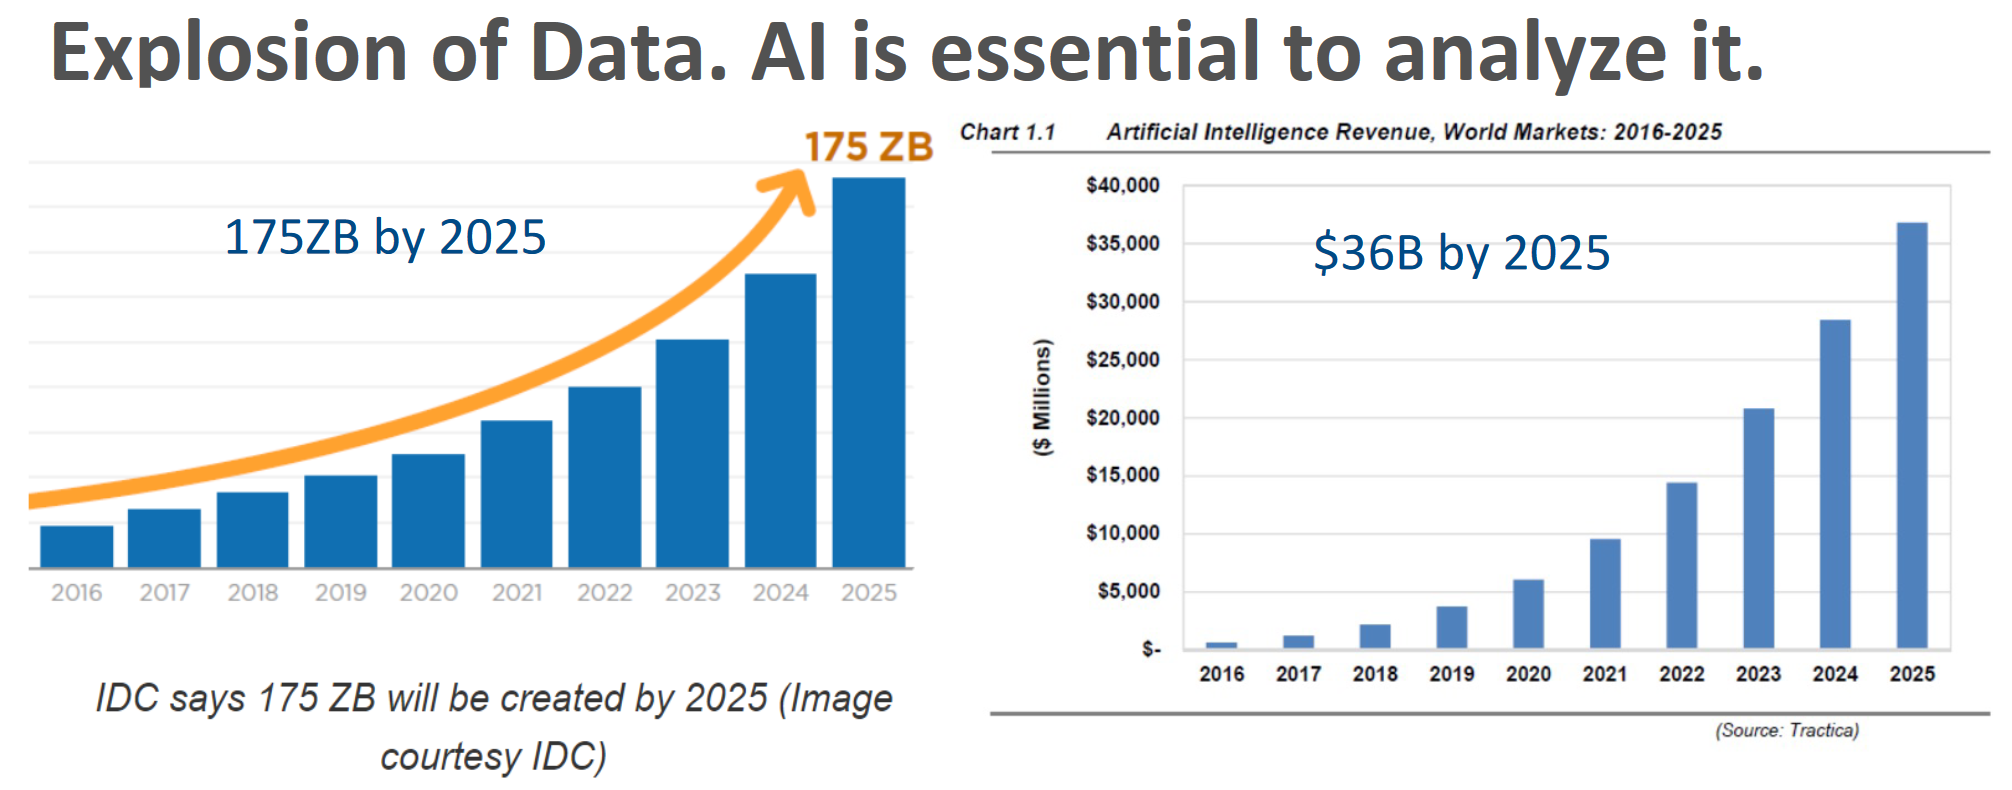 Explosion of Data. AI is essential to analyze it.
175 ZB
175ZB by 2025
2016 2017 2018 2019 2020 2021 2022 2023 2024 2025
IDC says 175 ZB will be created by 2025 (Image
courtesy IDC)
Chart 1.1 Artificial Intelligence Revenue, World Markets: 2016-2025
$36B by 2025
($ Millions)
$40,000
$35,000
$30,000
$25,000
$20,000
$15,000
$10,000
$5,000
$-
2016 2017 2018 2019 2020 2021 2022 2023 2024 2025
(Source: Tractica)